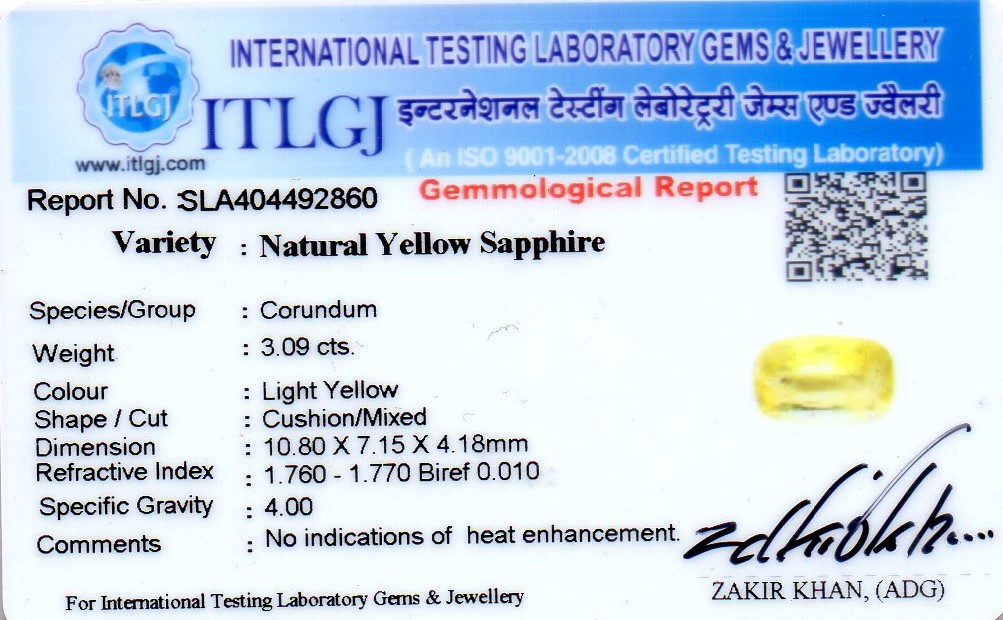 INTERNATIONAL TESTING LABORATORY GEMS & JEWELLERY
ITLGJ
ITLGJ इन्टरनेशनल टेस्टींग लेबोरेट्ररी जेम्स एण्ड ज्वैलरी
www.itlgj.com
( An ISO 9001-2008 Certified Testing Laboratory)
Report No. :SLA404492860
Gemmological Report
Variety : Natural Yellow Sapphire
Species/Group : Corundum
Weight : 3.09 cts.
Colour : Light Yellow
Shape / Cut : Cushion/Mixed
Dimension : 10.80 X 7.15 X 4.18mm
Refractive Index : 1.760 - 1.770 Biref 0.010
Specific Gravity : 4.00
Comments : No indications of heat enhancement.
ZAKIR KHAN, (ADG)
For International Testing Laboratory Gems & Jewellery